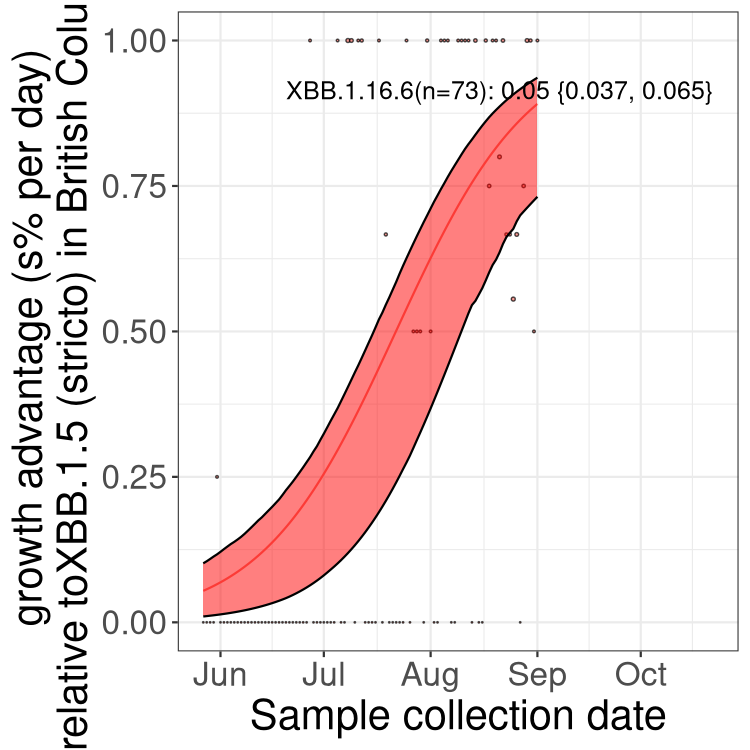 growth advantage (s% per day)
relative toXBB.1.5 (stricto) in British Colu
1.00
0.75
0.50
0.25
0.00
XBB.1.16.6(n=73): 0.05 {0.037, 0.065}
Jun Jul Aug Sep Oct
Sample collection date